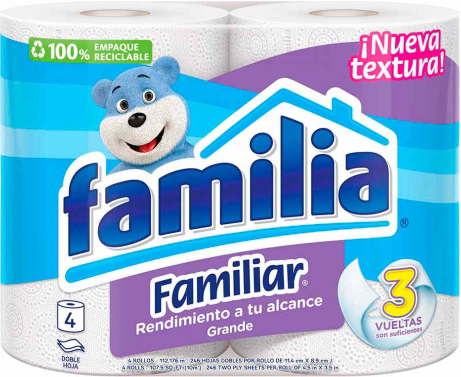 100% EMPAQUE
RECICLABLE
¡Nueva
textura!
familia®
Familiar®
Rendimiento a tu alcance
Grande
4
DOBLE
HOJA
3
VUELTAS
son suficientes
4 ROLLOS - 112.176 m - 246 HOJAS DOBLES POR ROLLO DE 11.4 cm X 8.9 cm /
4 ROLLS - 107.5 SQ·FT (10m²) - 246 TWO PLY SHEETS PER ROLL OF 4.5 in X 3.5 in